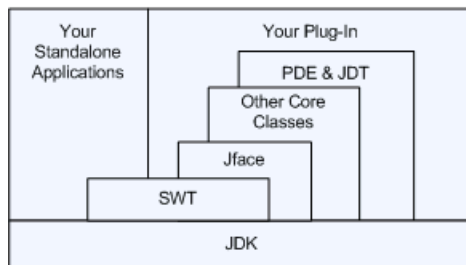 Your
Standalone
Applications
Your Plug-In
PDE & JDT
Other Core
Classes
Jface
SWT
JDK